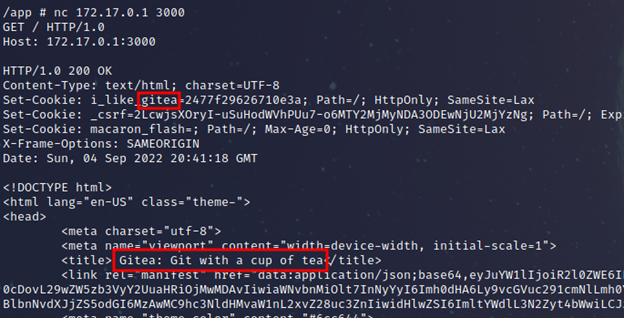 /app # nc 172.17.0.1 3000
GET / HTTP/1.0
Host: 172.17.0.1:3000
HTTP/1.0 200 OK
Content-Type: text/html; charset=UTF-8
Set-Cookie: i_like_gitea=2477f29626710e3a; Path=/; HttpOnly; SameSite=Lax
Set-Cookie: _csrf=2LcwjsXOryI-uSuHodWVhPUu7-o6MTY2MjMyNDA3ODEwNjU2MjYzNg; Path=/; Exp
Set-Cookie: macaron_flash=; Path=/; Max-Age=0; HttpOnly; SameSite=Lax
X-Frame-Options: SAMEORIGIN
Date: Sun, 04 Sep 2022 20:41:18 GMT
<!DOCTYPE html>
<html lang="en-US" class="theme-">
<head>
<meta charset="utf-8">
<meta name="viewport" content="width=device-width, initial-scale=1">
<title> Gitea: Git with a cup of tea</title>
<link rel="manifest" href="data:application/json;base64,eyJuYW1lIjoiR2l0ZWE6I
0cDovL29wZW5zb3VyY2UuaHRiOjMwMDAvIiwiaWNvbnMiOlt7InNyYyI6Imh0dHA6Ly9vcGVuc291cmNlLmh0Y
BlbnNvdXJjZS5odGI6MzAwMC9hc3NldHMvaW1nL2xvZ28uc3ZnIiwidHlwZSI6ImltYWdlL3N2Zyt4bWwiLCJ
<meta name="theme-color" content="#6cc644">